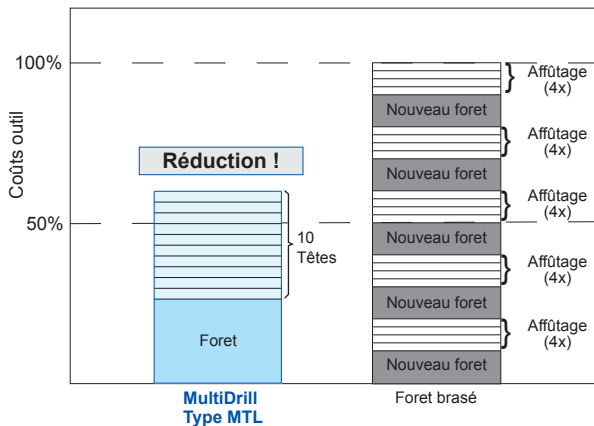 Coûts outil
100%
50%
Réduction !
10
Têtes
Foret
MultiDrill
Type MTL
Affûtage
(4x)
Nouveau foret
Affûtage
(4x)
Nouveau foret
Affûtage
(4x)
Nouveau foret
Affûtage
(4x)
Nouveau foret
Affûtage
(4x)
Nouveau foret
Foret brasé